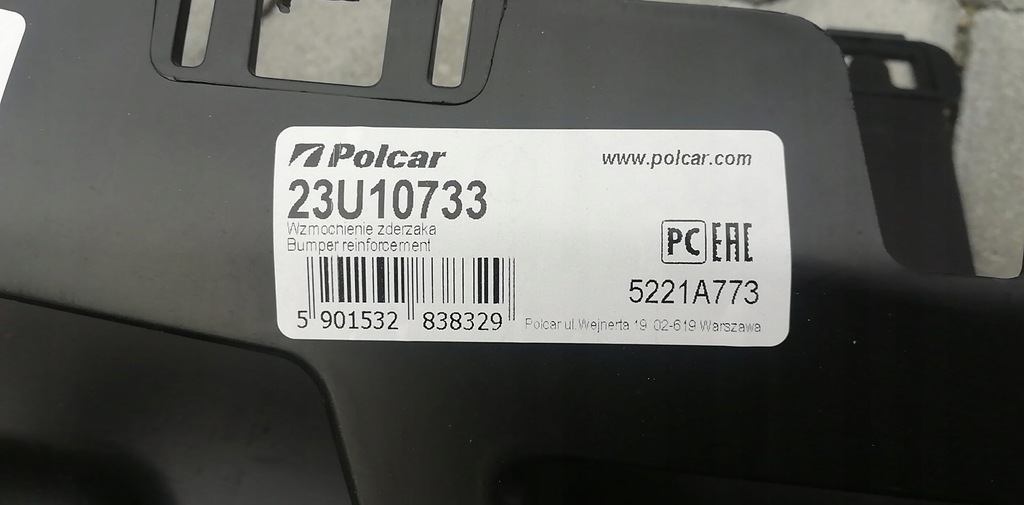 Polcar
www.polcar.com
23U10733
Wzmochienie zderzaka
Bumper reinforcement
PC EAC
5221A773
5 901532 838329
Polcar ul. Wejnerta 19 02-619 Warszawa